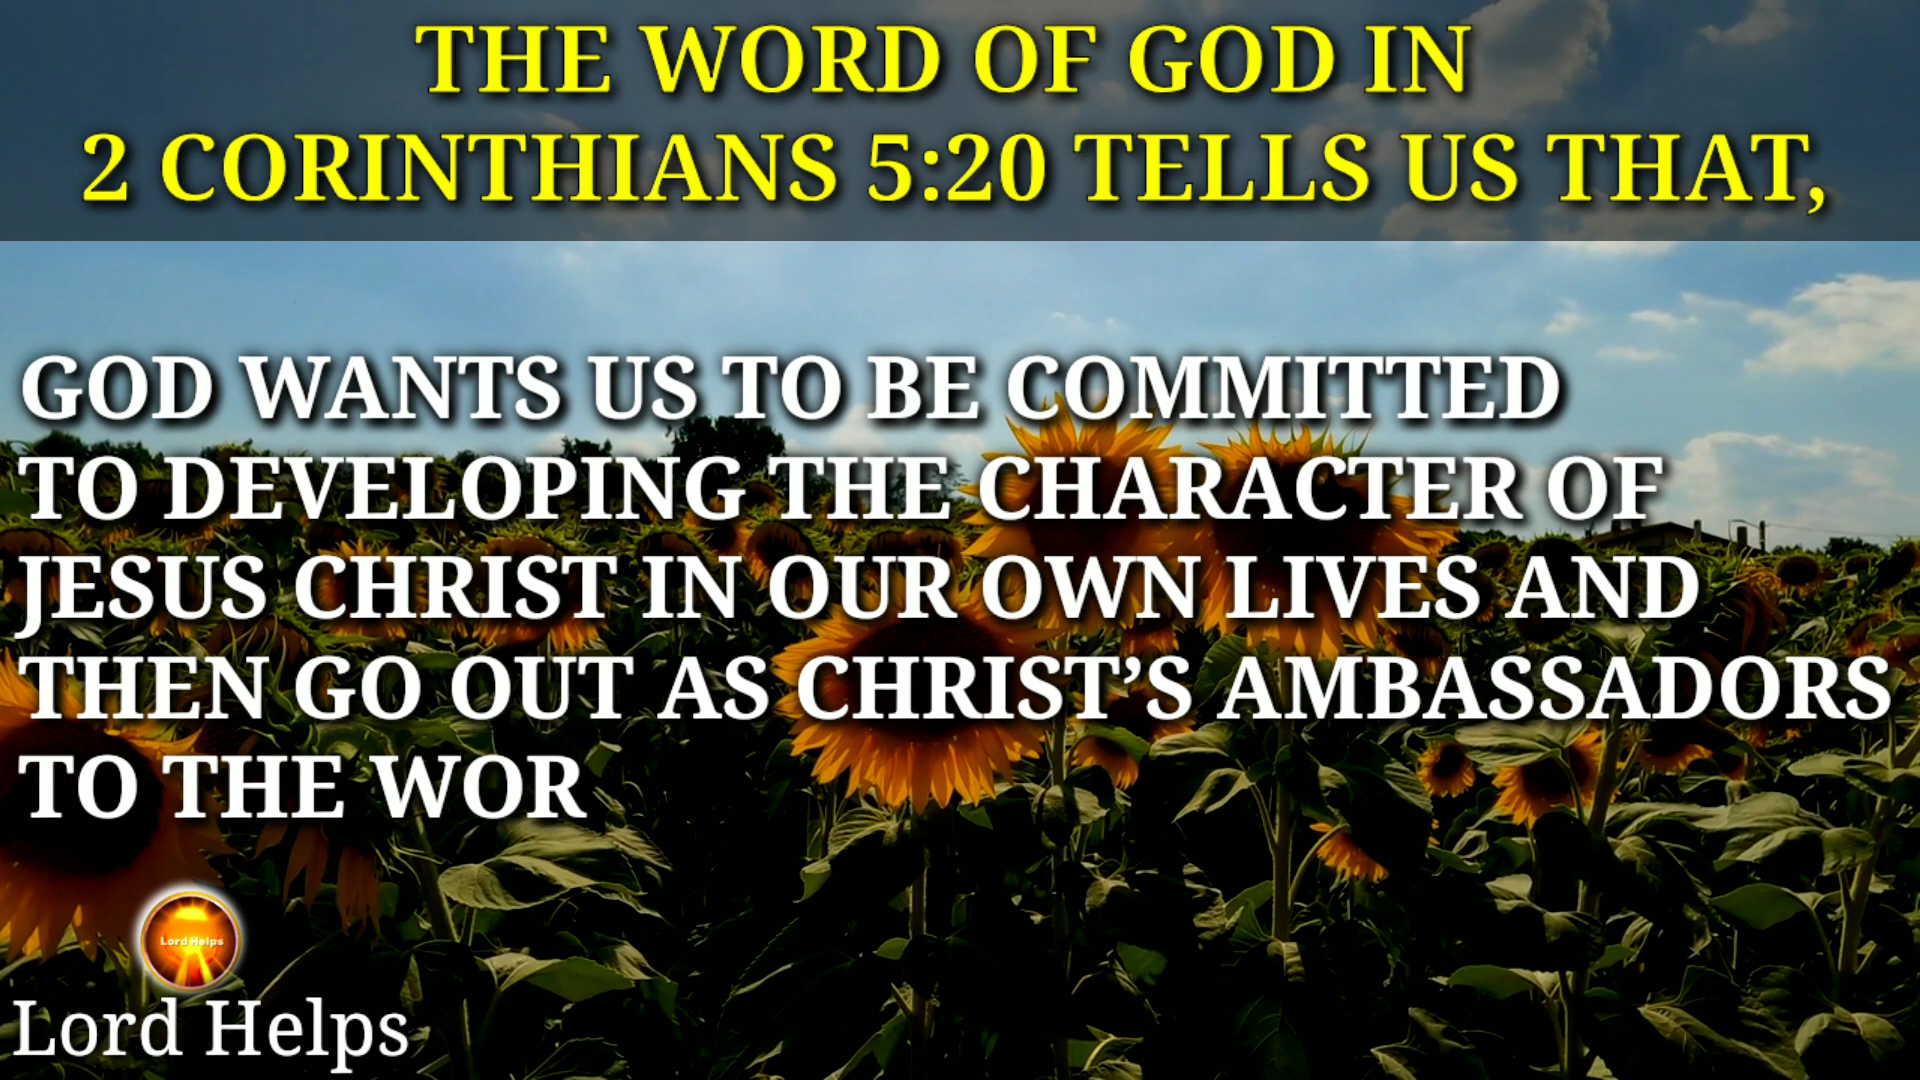 THE WORD OF GOD IN
2 CORINTHIANS 5:20 TELLS US THAT,
GOD WANTS US TO BE COMMITTED
TO DEVELOPING THE CHARACTER OF
JESUS CHRIST IN OUR OWN LIVES AND
THEN GO OUT AS CHRIST’S AMBASSADORS
TO THE WOR
Lord Helps
Lord Helps